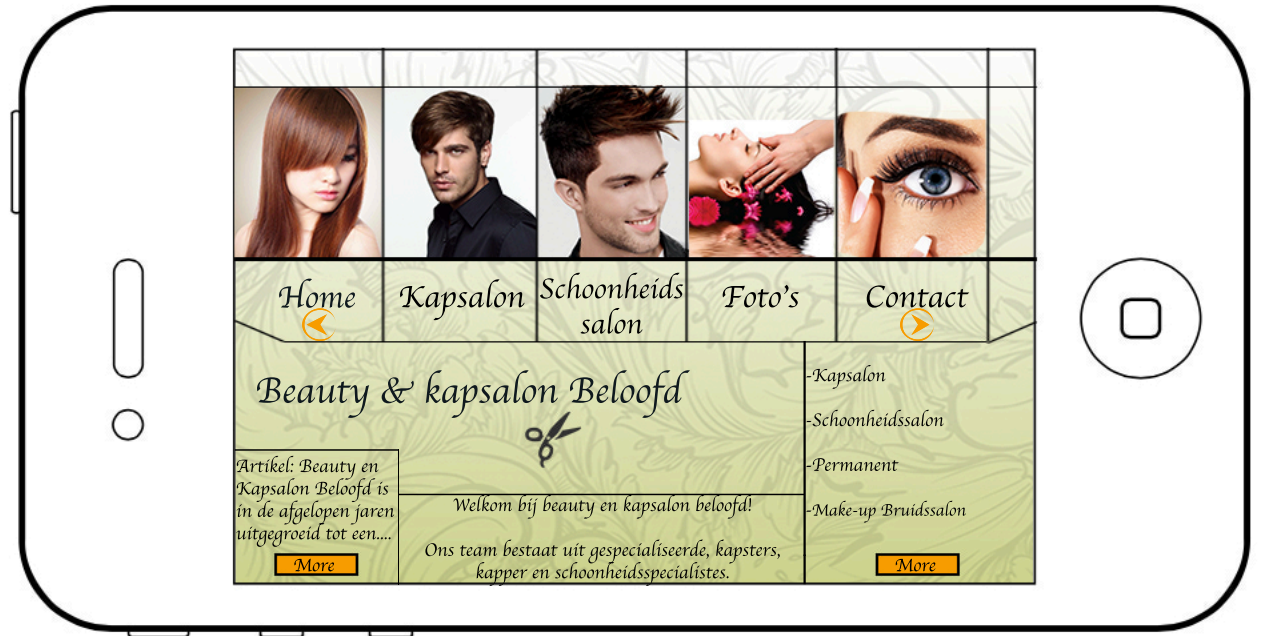 Home
Kapsalon
Schoonheids
salon
Foto's
Contact
Beauty & kapsalon Beloofd
Artikel: Beauty en
Kapsalon Beloofd is
in de afgelopen jaren
uitgegroeid tot een....
More
Welkom bij beauty en kapsalon beloofd!
Ons team bestaat uit gespecialiseerde, kapsters,
kapper en schoonheidsspecialistes.
-Kapsalon
-Schoonheidssalon
-Permanent
-Make-up Bruidssalon
More